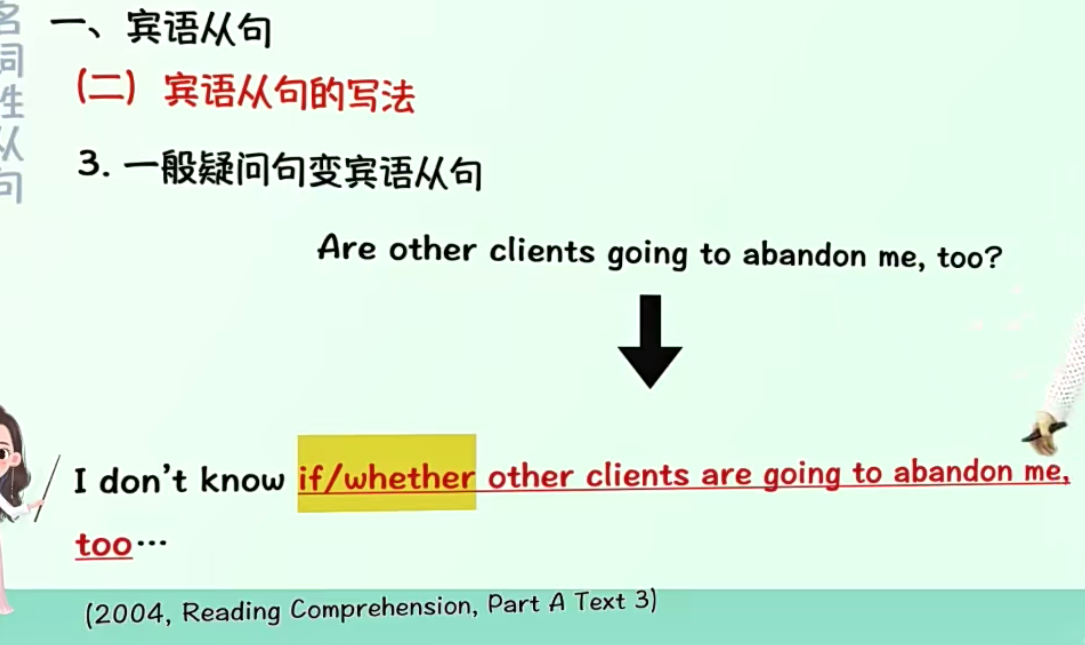 名词性从句
一、宾语从句
(二) 宾语从句的写法
3. 一般疑问句变宾语从句
Are other clients going to abandon me, too?
I don't know if/whether other clients are going to abandon me,
too…
(2004, Reading Comprehension, Part A Text 3)